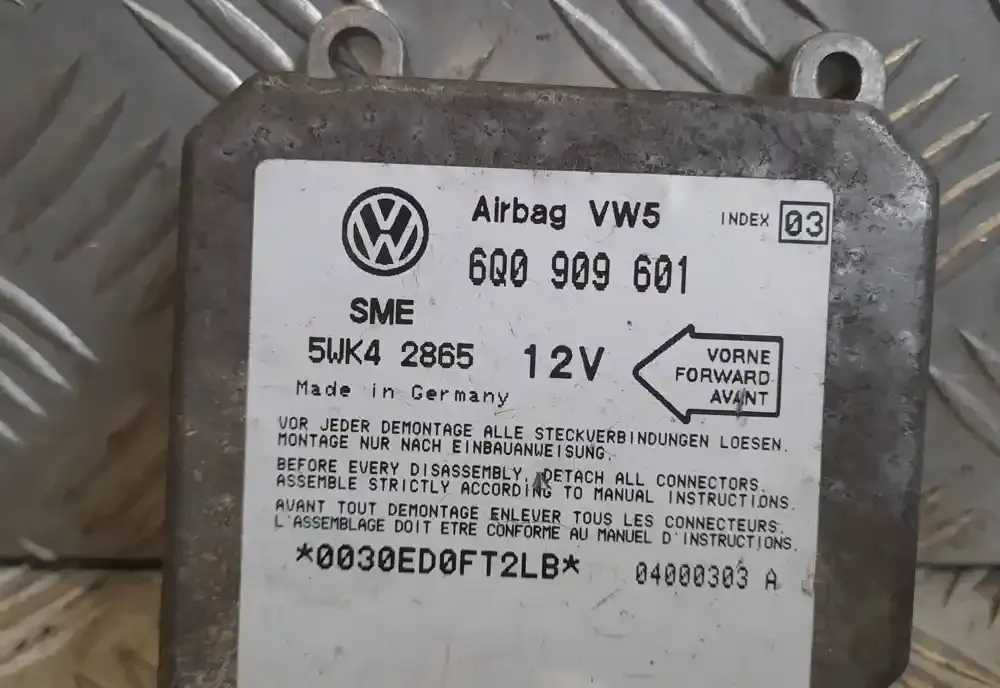 Airbag VW5
INDEX 03
6Q0 909 601
SME
5WK4 2865
12V
VORNE
FORWARD
AVANT
Made in Germany
VOR JEDER DEMONTAGE ALLE STECKVERBINDUNGEN LOESEN.
MONTAGE NUR NACH EINBAUANWEISUNG.
BEFORE EVERY DISASSEMBLY, DETACH ALL CONNECTORS.
ASSEMBLE STRICTLY ACCORDING TO MANUAL INSTRUCTIONS.
AVANT TOUT DEMONTAGE ENLEVER TOUS LES CONNECTEURS.
L'ASSEMBLAGE DOIT ETRE CONFORME AU MANUEL D'INSTRUCTIONS.
*0030ED0FT2LB*
04000303 A